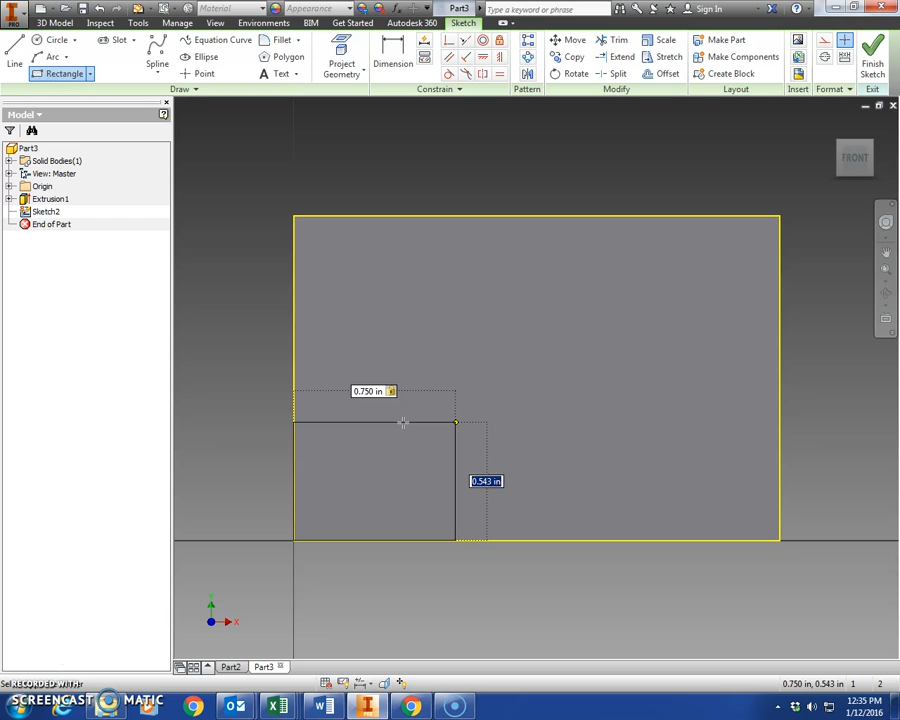 Material Appearance Part3 Type a keyword or phrase Sign In
PRO 3D Model Inspect Tools Manage View Environments BIM Get Started Autodesk 360 Sketch
Circle Slot Equation Curve Fillet Move Trim Scale Make Part
Arc Ellipse Polygon Copy Extend Stretch Make Components
Rectangle Point Text Rotate Split Offset Create Block
Line Spline Project Geometry Dimension Finish Sketch
Draw Constrain Pattern Modify Layout Insert Format Exit
Model
Part3
Solid Bodies(1)
View: Master
Origin
Extrusion1
Sketch2
End of Part
FRONT
0.750 in
0.543 in
Y
X
Part2 Part3
0.750 in, 0.543 in 1 2
RECORDED WITH
SCREENCAST MATIC
12:35 PM
1/12/2016